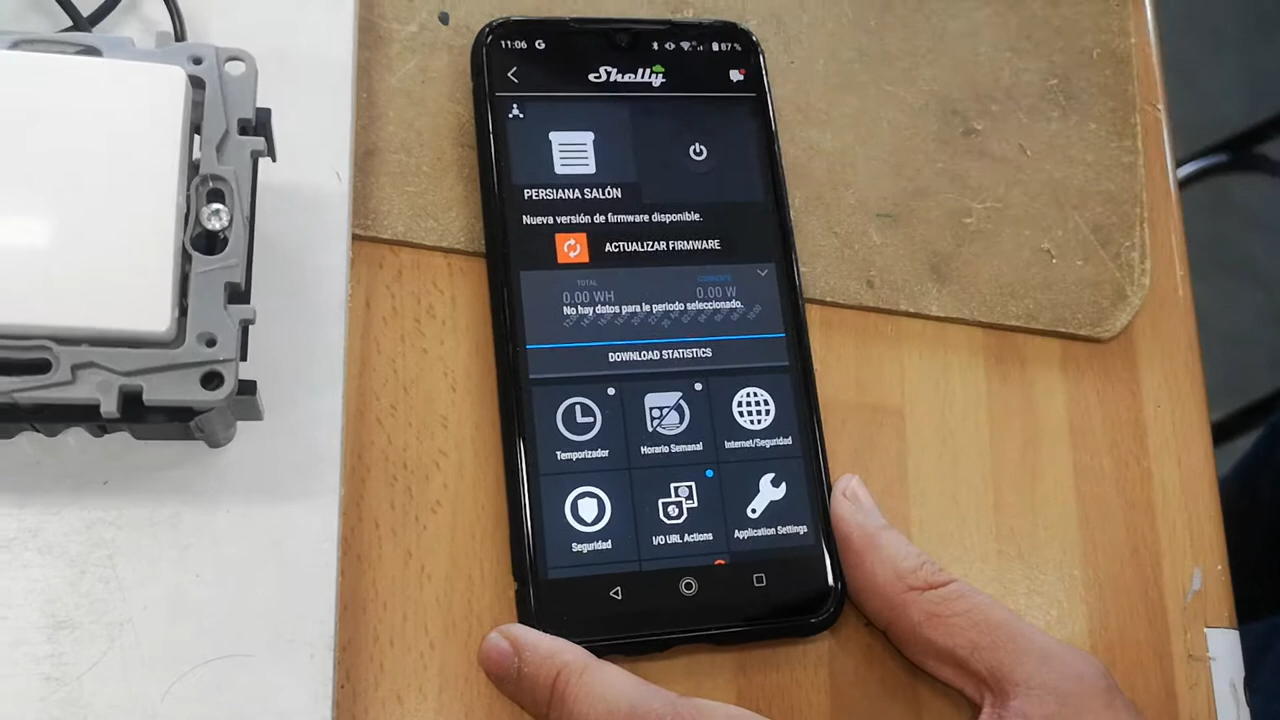 11:06 G 87 %
Shelly
PERSIANA SALÓN
Nueva versión de firmware disponible.
ACTUALIZAR FIRMWARE
TOTAL
0.00 WH 0.00 W
No hay datos para le periodo seleccionado.
DOWNLOAD STATISTICS
Temporizador Horario Semanal Internet/Seguridad
Seguridad I/O URL Actions Application Settings